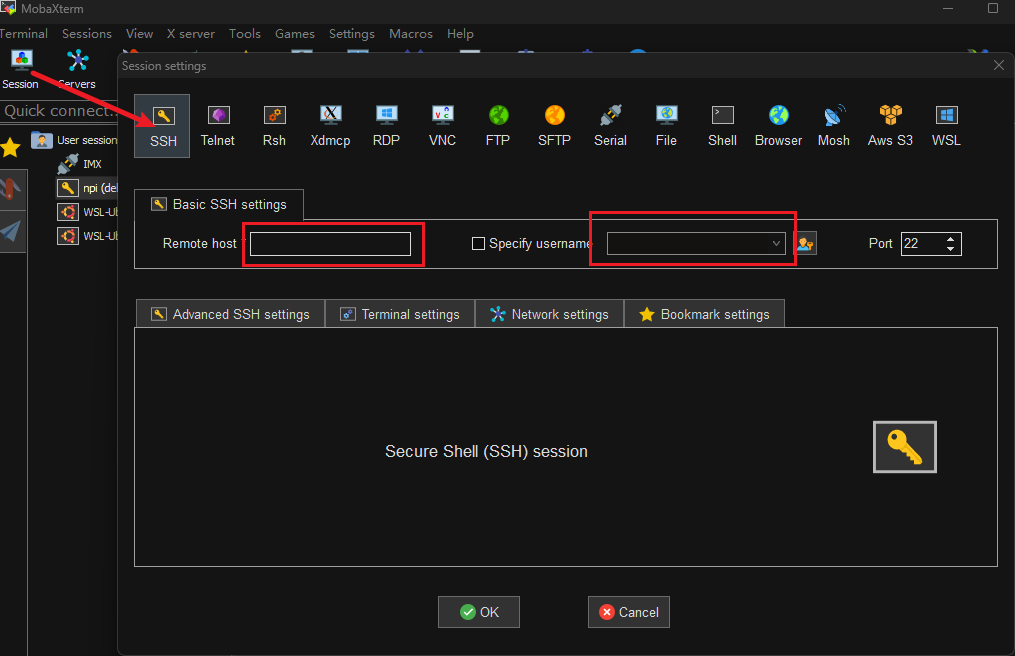 MobaXterm
Terminal Sessions View X server Tools Games Settings Macros Help
Session Servers
Session settings
Quick connect..
SSH Telnet Rsh Xdmcp RDP VNC FTP SFTP Serial File Shell Browser Mosh Aws S3 WSL
User session
IMX
npi (de
WSL-U
WSL-U
Basic SSH settings
Remote host Specify username Port 22
Advanced SSH settings Terminal settings Network settings Bookmark settings
Secure Shell (SSH) session
OK Cancel